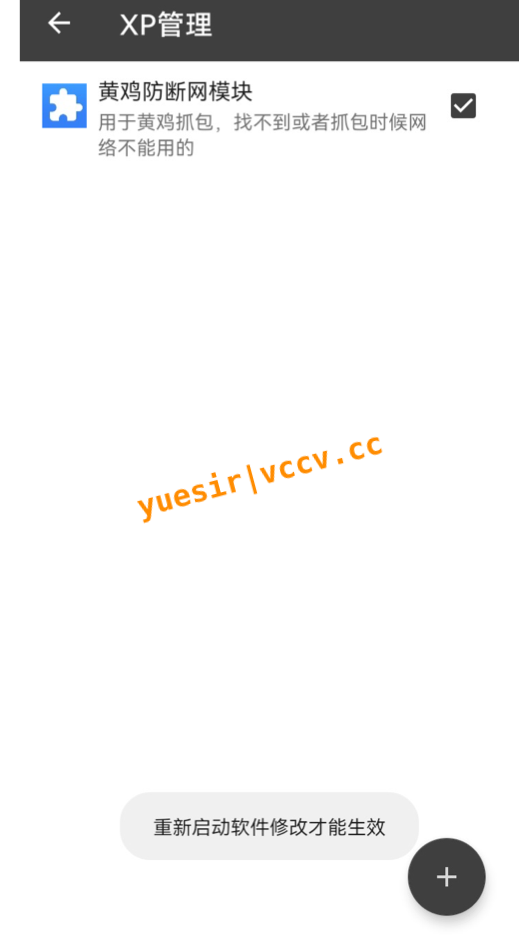 XP管理
黄鸡防断网模块
用于黄鸡抓包，找不到或者抓包时候网
络不能用的
yuesir|vccv.cc
重新启动软件修改才能生效